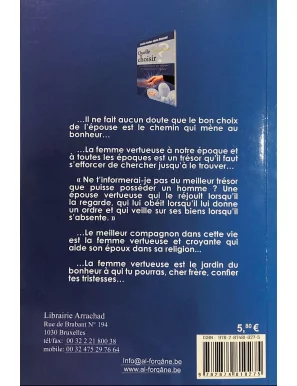 Quelle
choisir
...Il ne fait aucun doute que le bon choix
de l'épouse est le chemin qui mène au
bonheur...
...La femme vertueuse à notre époque et
à toutes les époques est un trésor qu'il faut
s'efforcer de chercher jusqu'à le trouver...
« Ne t'informerai-je pas du meilleur trésor
que puisse posséder un homme ? Une
épouse vertueuse qui le réjouit lorsqu'il
la regarde, qui lui obéit lorsqu'il lui donne
un ordre et qui veille sur ses biens lorsqu'il
s'absente. »
...Le meilleur compagnon dans cette vie
est la femme vertueuse et croyante qui
aide son époux dans sa religion...
...La femme vertueuse est le jardin du
bonheur à qui tu pourras, cher frère, confier
tes tristesses...
Librairie Arrachad
Rue de Brabant N° 194
1030 Bruxelles
tél/fax: 00 32 2 21 800 38
mobile: 00 32 475 29 76 64
info@al-forqane.be
www.al-forqane.be
5,80 €